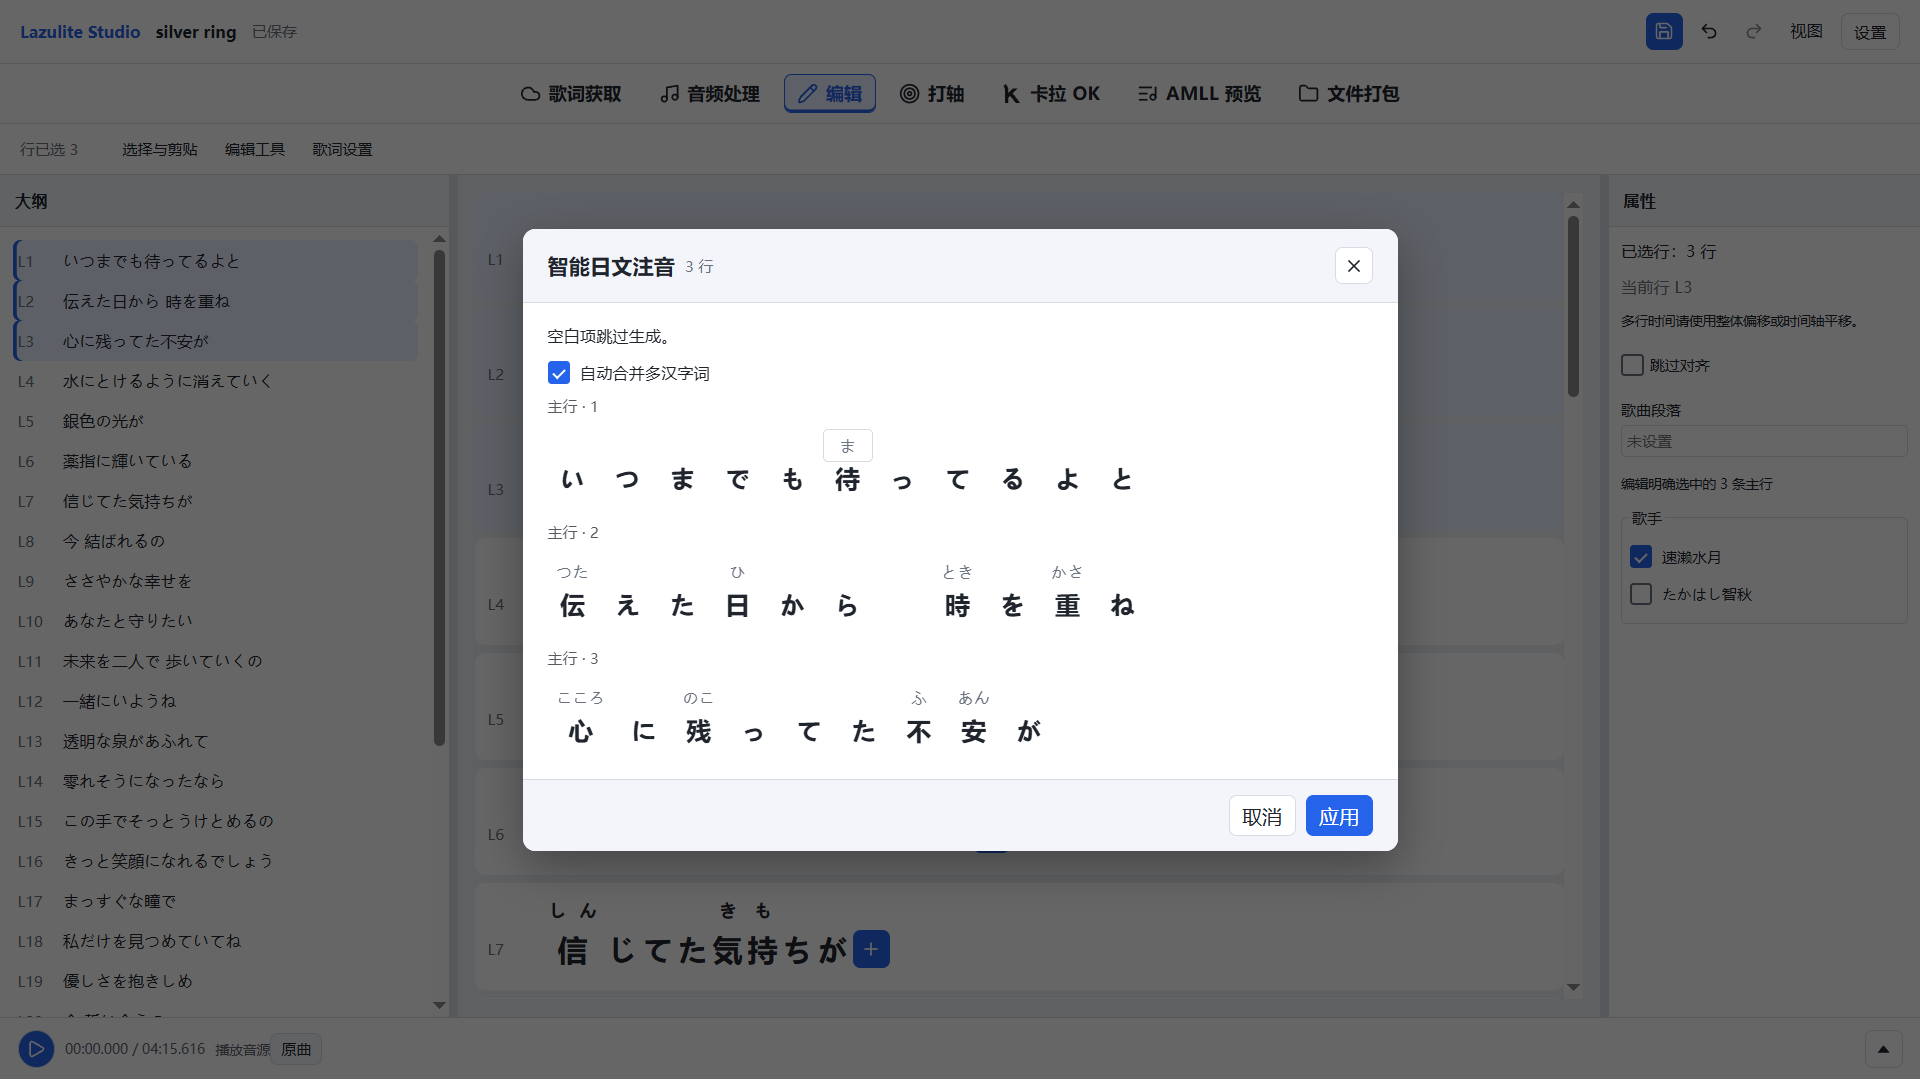 Lazulite Studio silver ring 已保存 视图 设置
歌词获取 音频处理 编辑 打轴 卡拉 OK AMLL 预览 文件打包
行已选 3 选择与剪贴 编辑工具 歌词设置
大纲
L1 いつまでも待ってるよと
L2 伝えた日から 時を重ね
L3 心に残ってた不安が
L4 水にとけるように消えていく
L5 銀色の光が
L6 薬指に輝いている
L7 信じてた気持ちが
L8 今 結ばれるの
L9 ささやかな幸せを
L10 あなたと守りたい
L11 未来を二人で 歩いていくの
L12 一緒にいようね
L13 透明な泉があふれて
L14 零れそうになったなら
L15 この手でそっとうけとめるの
L16 きっと笑顔になれるでしょう
L17 まっすぐな瞳で
L18 私だけを見つめていてね
L19 優しさを抱きしめ
L1
L2
L3
L4
L5
L6
しん きも
L7 信じてた気持ちが
智能日文注音 3 行
空白项跳过生成。
自动合并多汉字词
主行 · 1
ま
いつまでも待ってるよと
主行 · 2
つた ひ とき かさ
伝えた日から 時を重ね
主行 · 3
こころ のこ ふ あん
心に残ってた不安が
取消 应用
属性
已选行：3 行
当前行 L3
多行时间请使用整体偏移或时间轴平移。
跳过对齐
歌曲段落
未设置
编辑明确选中的 3 条主行
歌手
速濑水月
たかはし智秋
00:00.000 / 04:15.616 播放音源 原曲